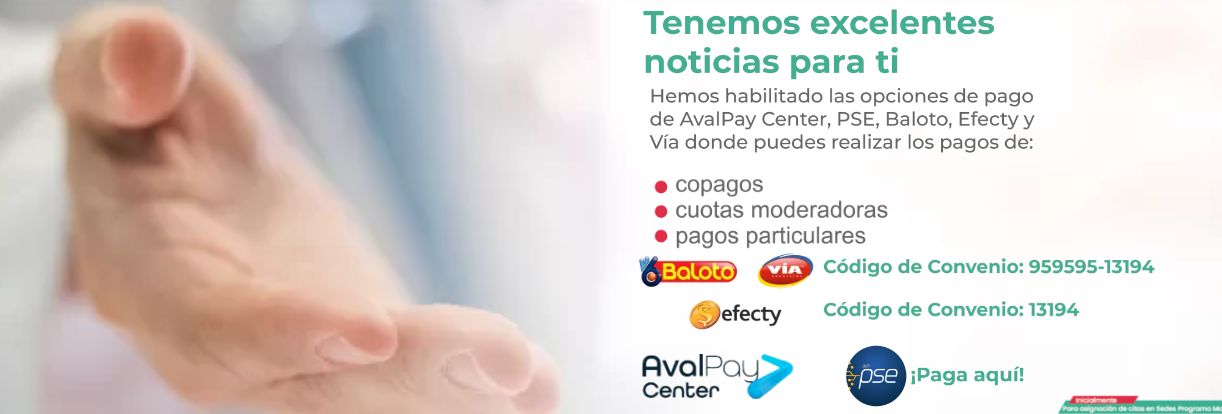 Tenemos excelentes
noticias para ti
Hemos habilitado las opciones de pago
de AvalPay Center, PSE, Baloto, Efecty y
Vía donde puedes realizar los pagos de:
copagos
cuotas moderadoras
pagos particulares
Baloto VIA Código de Convenio: 959595-13194
efecty Código de Convenio: 13194
AvalPay
Center
pse ¡Paga aquí!
Inicialmente
Para asignación de citas en Sedes Programa